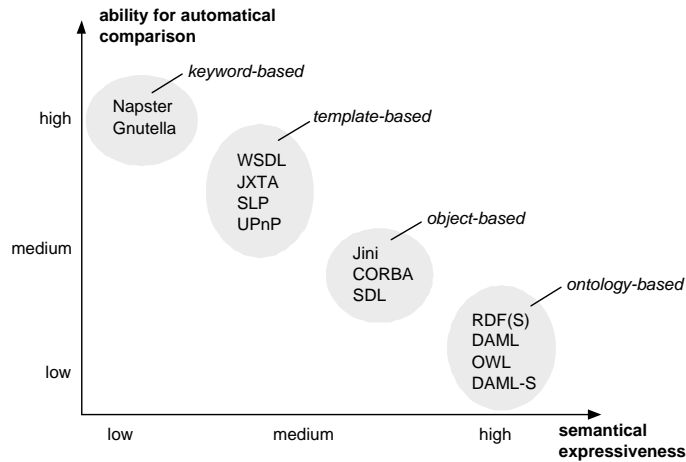 ability for automatical
comparison
keyword-based
high
Napster
Gnutella
template-based
WSDL
JXTA
SLP
UPnP
object-based
medium
Jini
CORBA
SDL
ontology-based
RDF(S)
DAML
OWL
DAML-S
low
low
medium
high
semantical
expressiveness